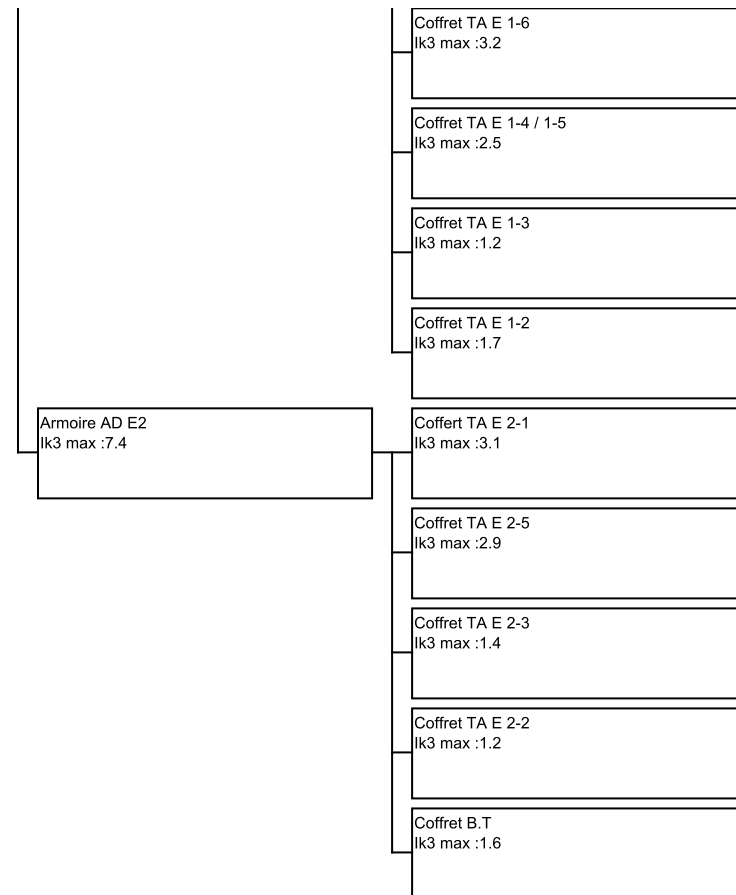 Coffret TA E 1-6
Ik3 max :3.2
Coffret TA E 1-4 / 1-5
Ik3 max :2.5
Coffret TA E 1-3
Ik3 max :1.2
Coffret TA E 1-2
Ik3 max :1.7
Armoire AD E2
Ik3 max :7.4
Coffert TA E 2-1
Ik3 max :3.1
Coffret TA E 2-5
Ik3 max :2.9
Coffret TA E 2-3
Ik3 max :1.4
Coffret TA E 2-2
Ik3 max :1.2
Coffret B.T
Ik3 max :1.6